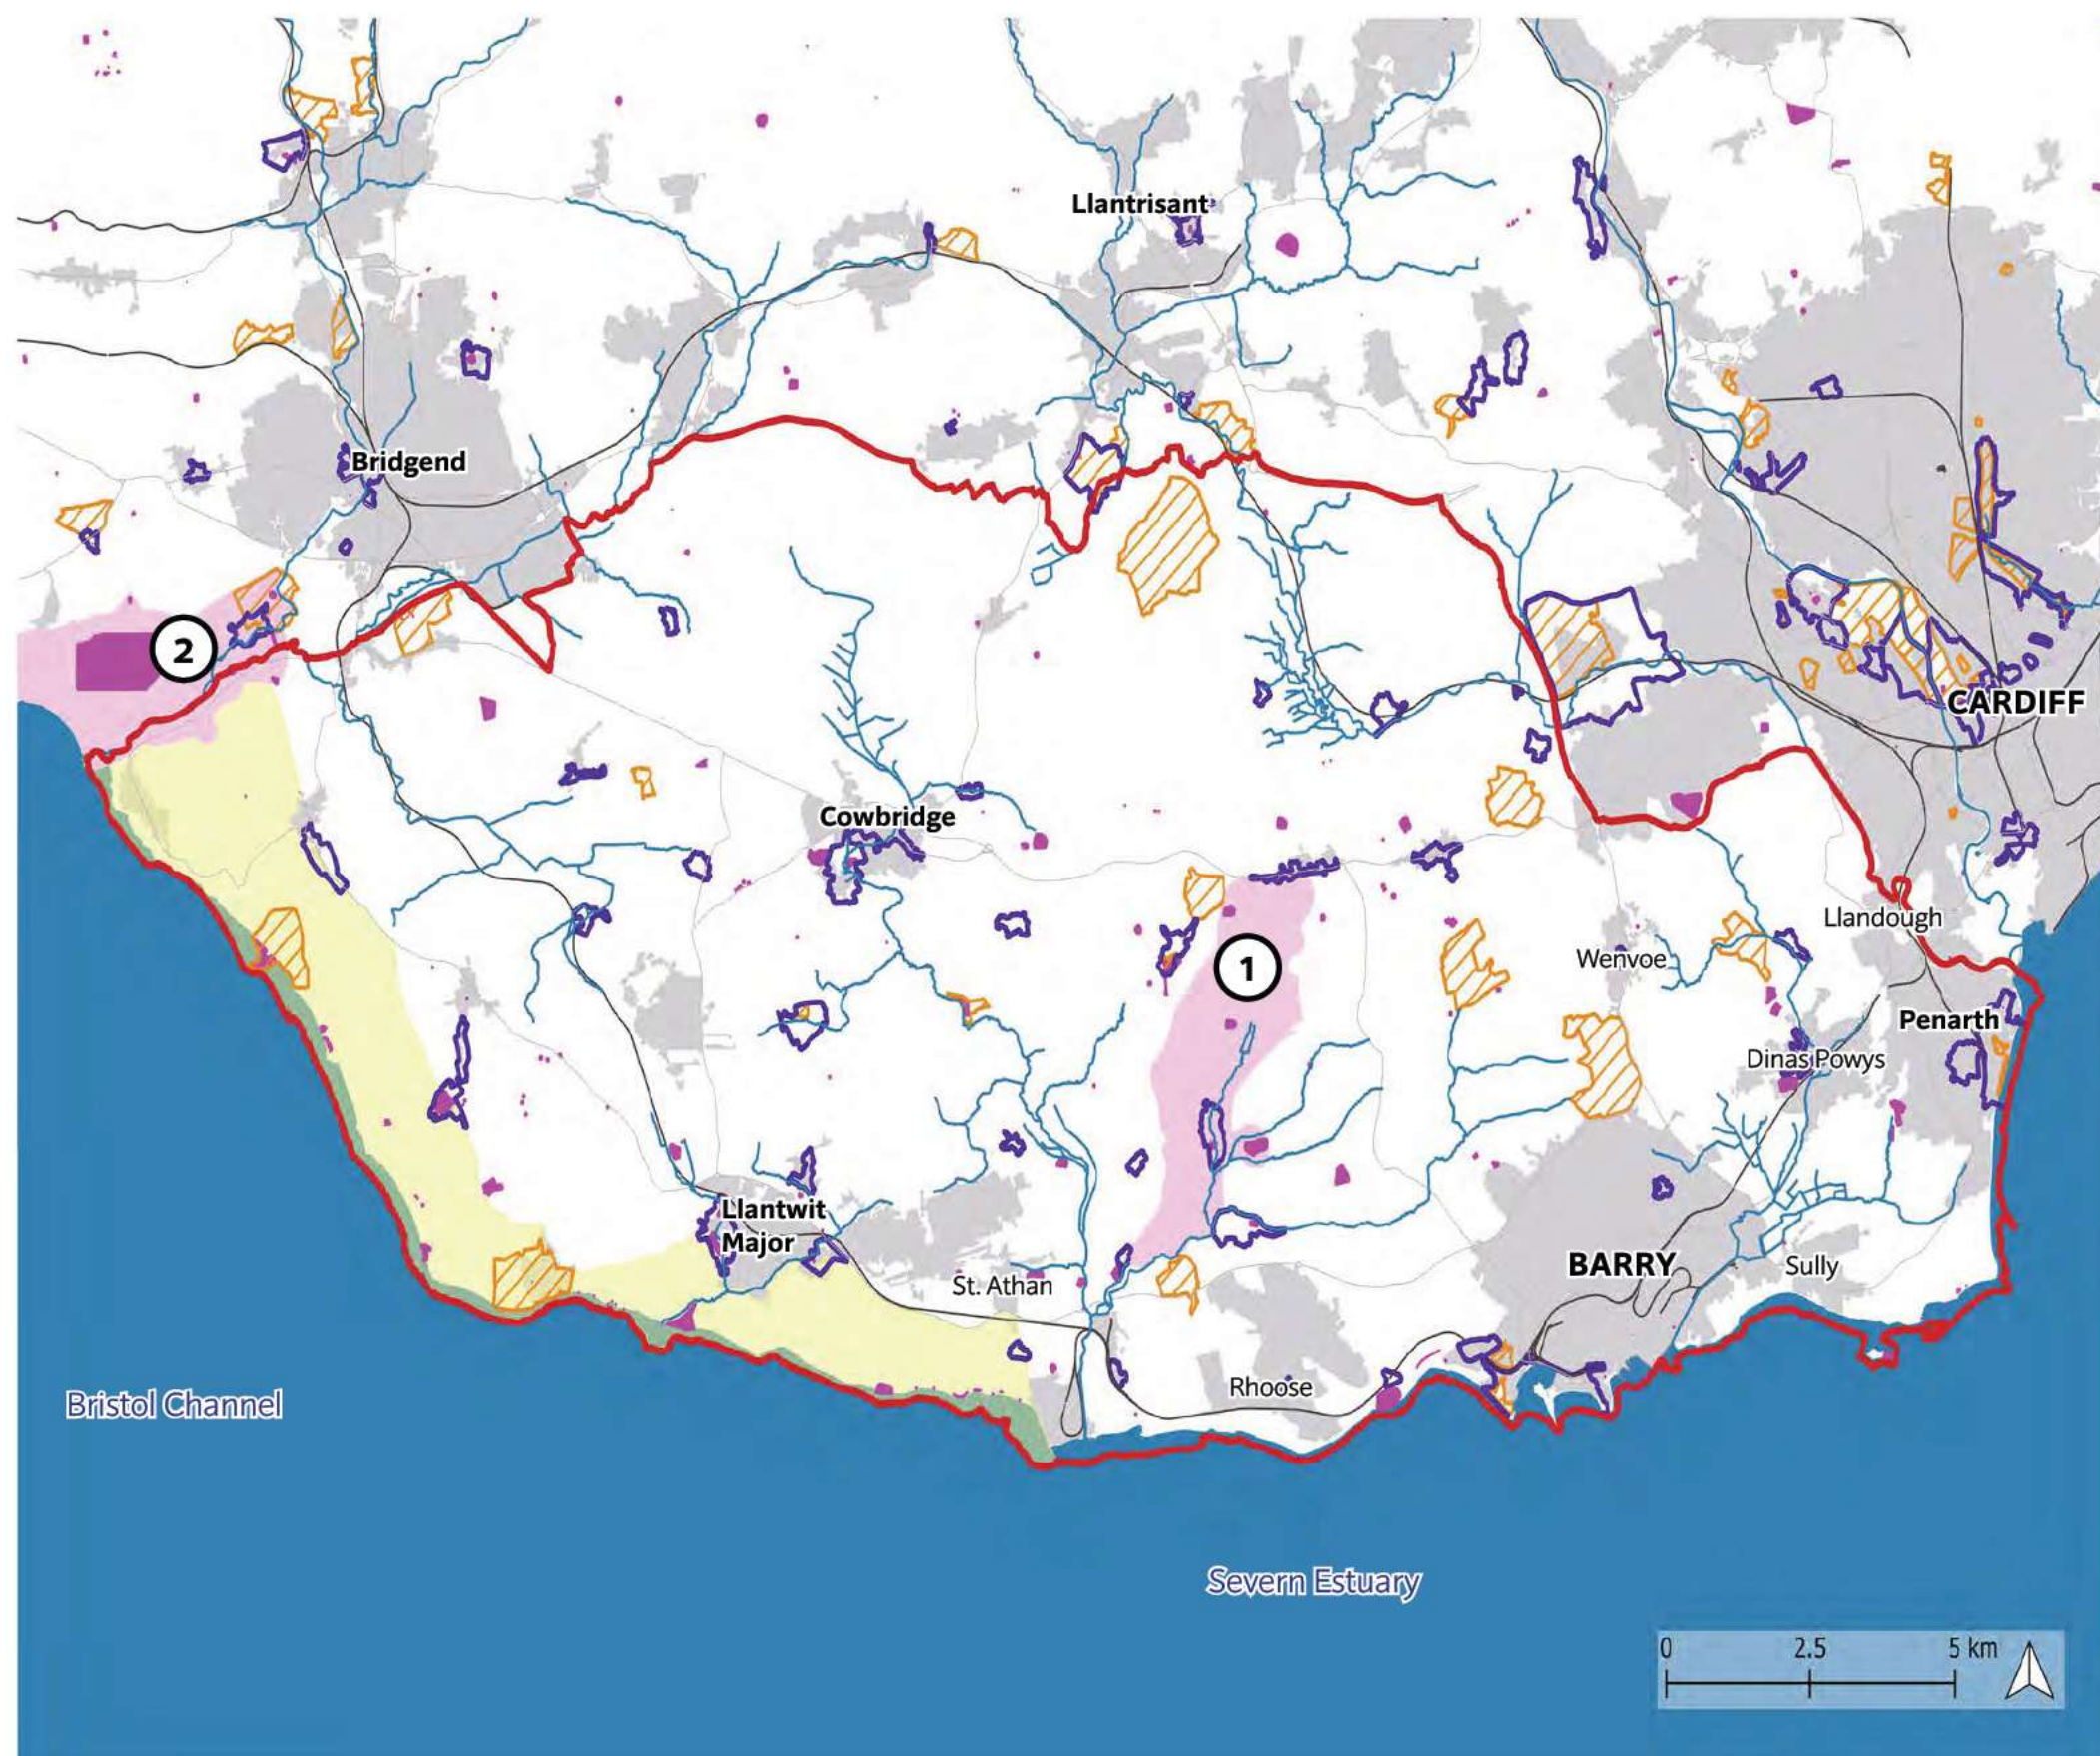 Llantrisant
Bridgend
2
CARDIFF
Cowbridge
Llandough
1
Wenvoe
Penarth
Dinas Powys
Llantwit
Major
BARRY
Sully
St. Athan
Rhoose
Bristol Channel
Severn Estuary
0 2.5 5 km